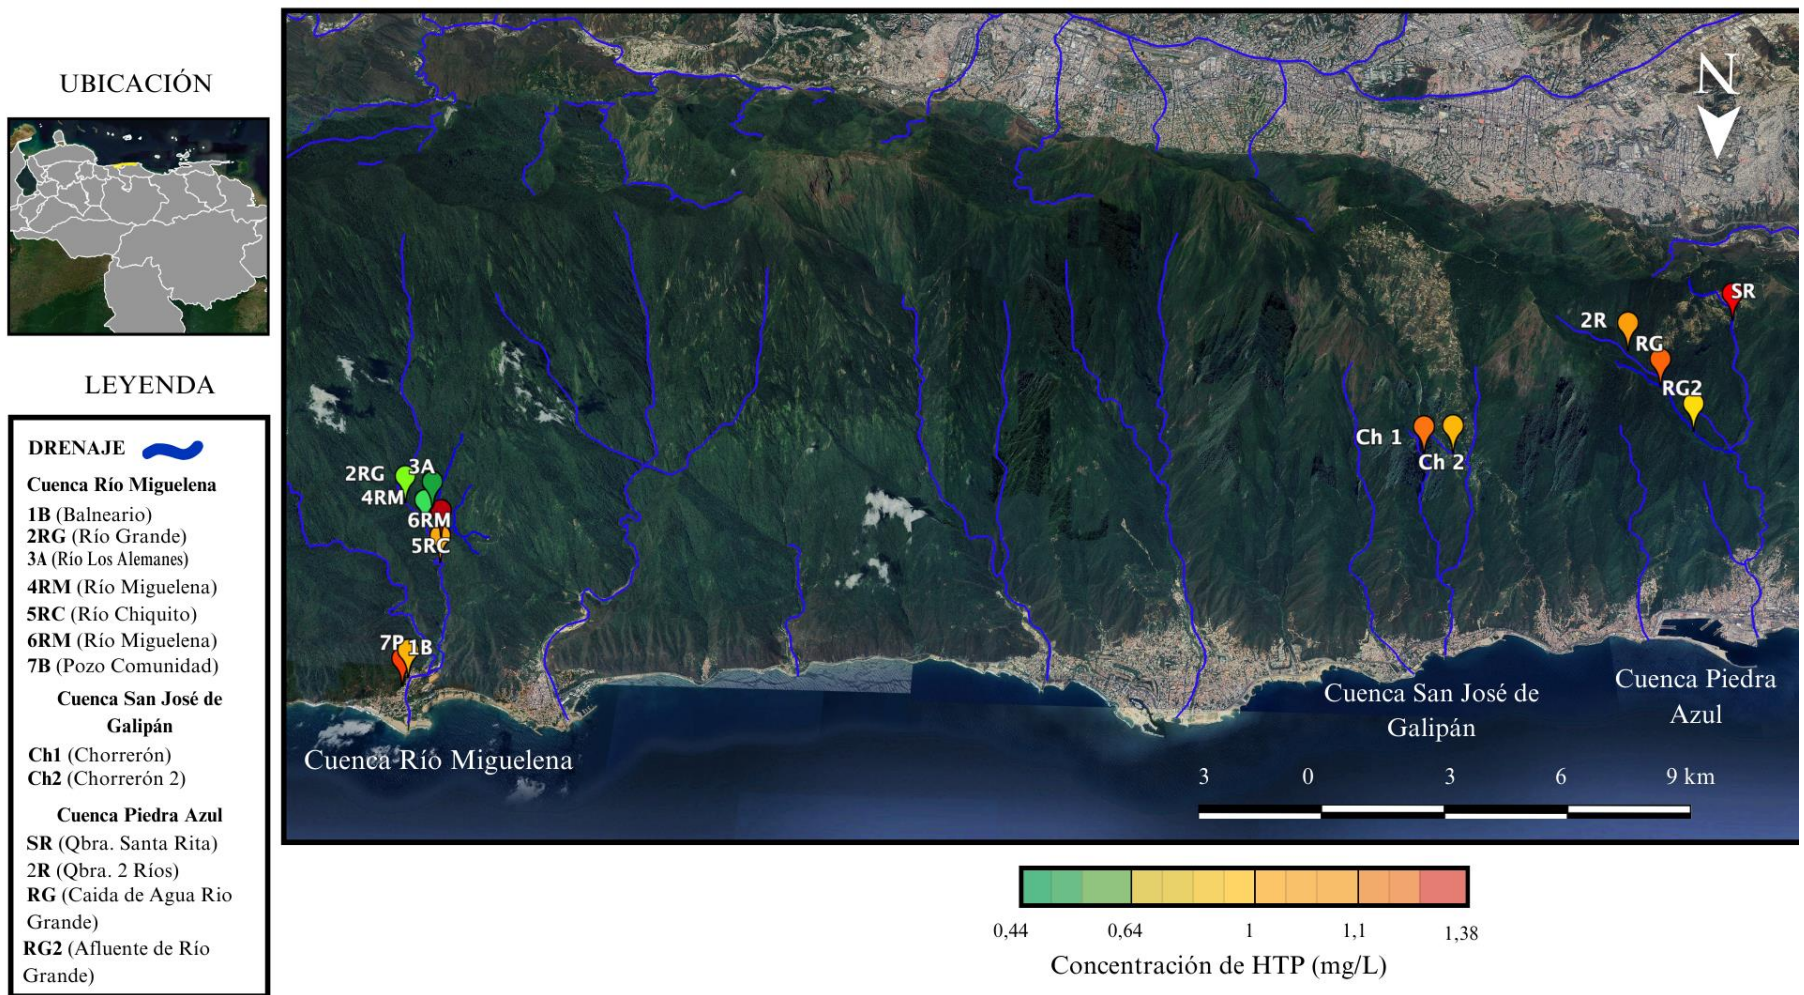 UBICACIÓN
LEYENDA
DRENAJE
Cuenca Río Miguelena
1B (Balneario)
2RG (Río Grande)
3A (Río Los Alemanes)
4RM (Río Miguelena)
5RC (Río Chiquito)
6RM (Río Miguelena)
7B (Pozo Comunidad)
Cuenca San José de
Galipán
Ch1 (Chorrerón)
Ch2 (Chorrerón 2)
Cuenca Piedra Azul
SR (Qbra. Santa Rita)
2R (Qbra. 2 Ríos)
RG (Caida de Agua Rio
Grande)
RG2 (Afluente de Río
Grande)
N
SR
2R
RG
RG2
Ch 1
Ch 2
2RG
3A
4RM
6RM
5RC
7P
1B
Cuenca Río Miguelena
Cuenca San José de
Galipán
Cuenca Piedra
Azul
3 0 3 6 9 km
0,44 0,64 1 1,1 1,38
Concentración de HTP (mg/L)